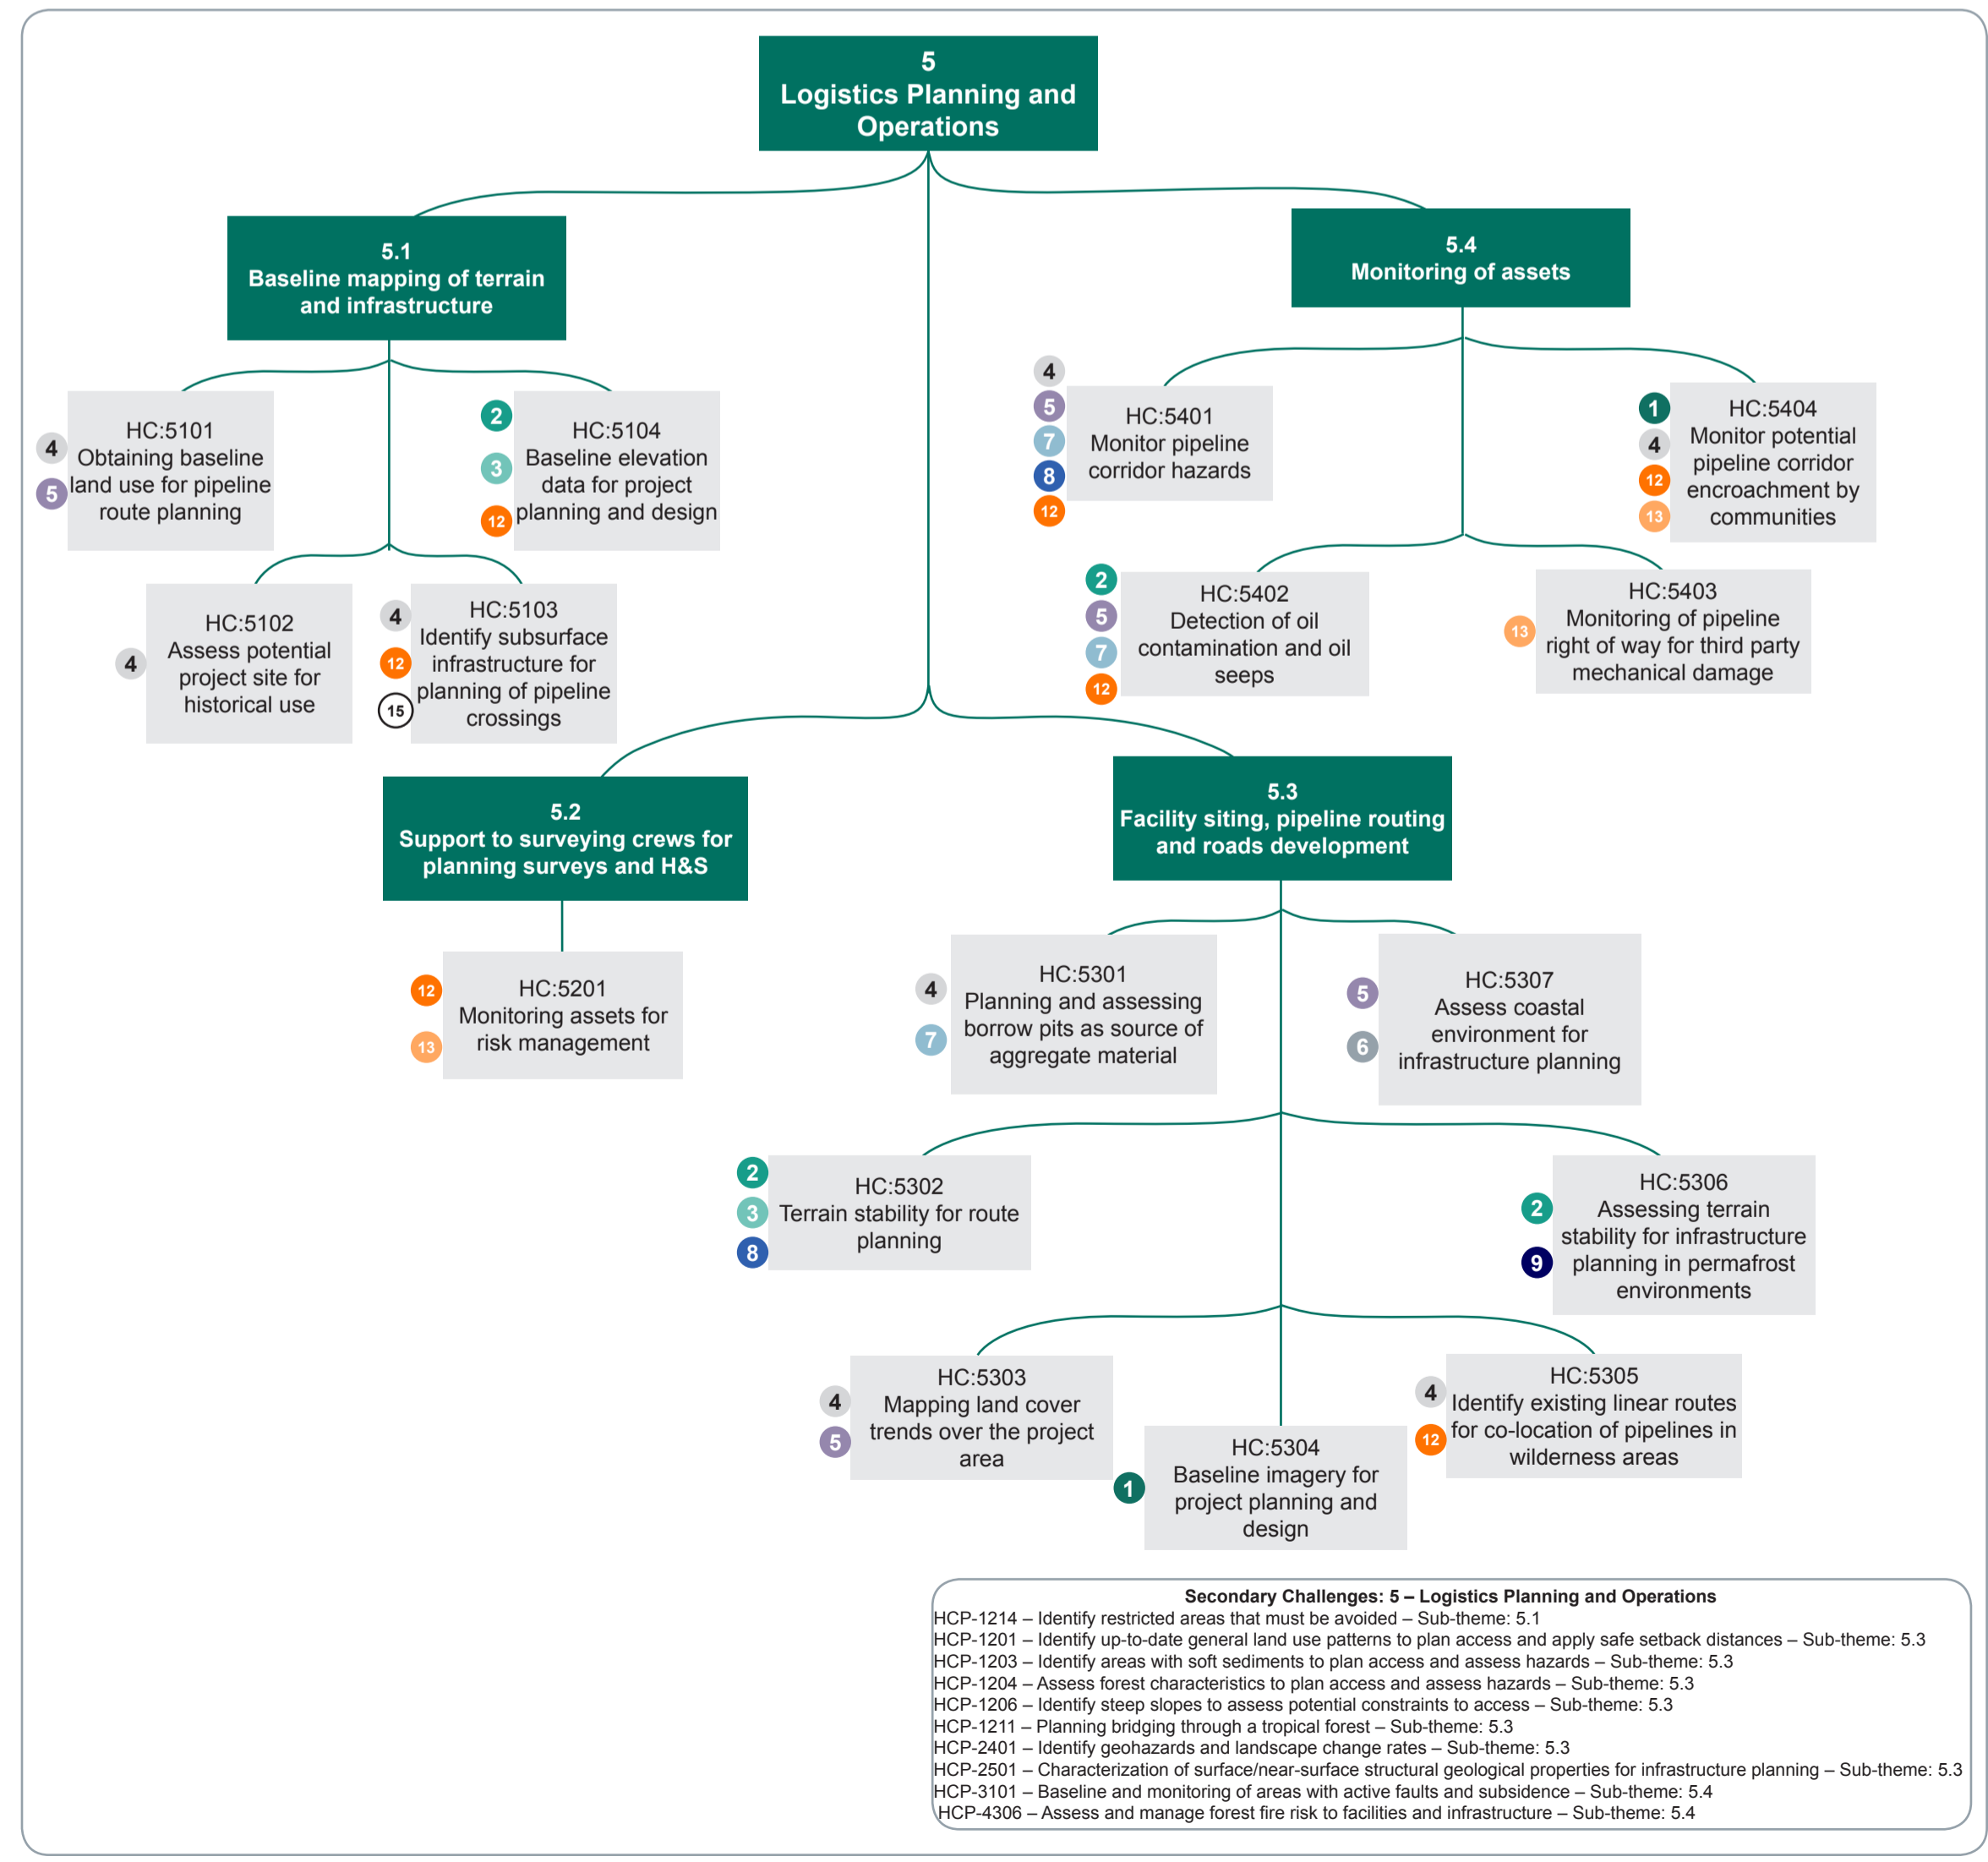 5
Logistics Planning and
Operations
5.1
Baseline mapping of terrain
and infrastructure
5.4
Monitoring of assets
4
5
HC:5101
Obtaining baseline
land use for pipeline
route planning
2
3
12
HC:5104
Baseline elevation
data for project
planning and design
4
5
7
8
12
HC:5401
Monitor pipeline
corridor hazards
1
4
12
13
HC:5404
Monitor potential
pipeline corridor
encroachment by
communities
4
HC:5102
Assess potential
project site for
historical use
4
12
15
HC:5103
Identify subsurface
infrastructure for
planning of pipeline
crossings
2
5
7
12
HC:5402
Detection of oil
contamination and oil
seeps
13
HC:5403
Monitoring of pipeline
right of way for third party
mechanical damage
5.2
Support to surveying crews for
planning surveys and H&S
5.3
Facility siting, pipeline routing
and roads development
12
13
HC:5201
Monitoring assets for
risk management
4
7
HC:5301
Planning and assessing
borrow pits as source of
aggregate material
5
6
HC:5307
Assess coastal
environment for
infrastructure planning
2
3
8
HC:5302
Terrain stability for route
planning
2
9
HC:5306
Assessing terrain
stability for infrastructure
planning in permafrost
environments
4
5
HC:5303
Mapping land cover
trends over the project
area
1
HC:5304
Baseline imagery for
project planning and
design
4
12
HC:5305
Identify existing linear routes
for co-location of pipelines in
wilderness areas
Secondary Challenges: 5 – Logistics Planning and Operations
HCP-1214 – Identify restricted areas that must be avoided – Sub-theme: 5.1
HCP-1201 – Identify up-to-date general land use patterns to plan access and apply safe setback distances – Sub-theme: 5.3
HCP-1203 – Identify areas with soft sediments to plan access and assess hazards – Sub-theme: 5.3
HCP-1204 – Assess forest characteristics to plan access and assess hazards – Sub-theme: 5.3
HCP-1206 – Identify steep slopes to assess potential constraints to access – Sub-theme: 5.3
HCP-1211 – Planning bridging through a tropical forest – Sub-theme: 5.3
HCP-2401 – Identify geohazards and landscape change rates – Sub-theme: 5.3
HCP-2501 – Characterization of surface/near-surface structural geological properties for infrastructure planning – Sub-theme: 5.3
HCP-3101 – Baseline and monitoring of areas with active faults and subsidence – Sub-theme: 5.4
HCP-4306 – Assess and manage forest fire risk to facilities and infrastructure – Sub-theme: 5.4